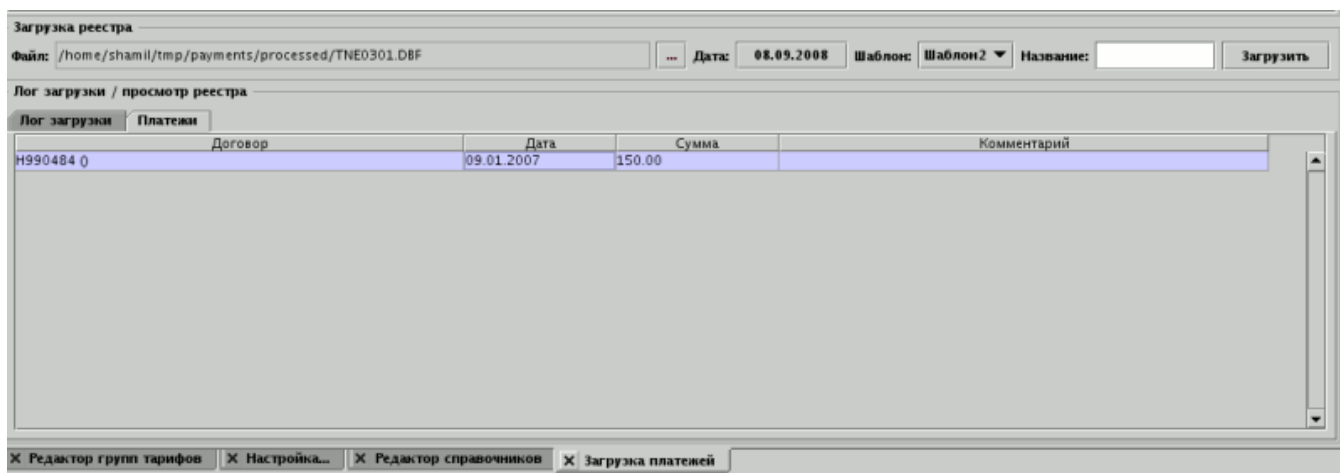 Загрузка реестра
Файл: /home/shamil/tmp/payments/processed/TNE0301.DBF ... Дата: 08.09.2008 Шаблон: Шаблон2 Название: Загрузить
Лог загрузки / просмотр реестра
Лог загрузки Платежи
Договор Дата Сумма Комментарий
Н990484 () 09.01.2007 150.00
X Редактор групп тарифов X Настройка... X Редактор справочников X Загрузка платежей